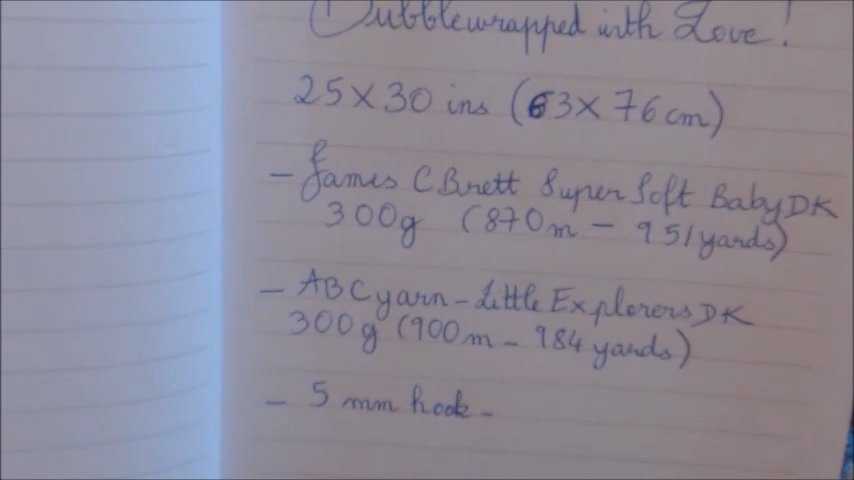 Bubblewrapped with Love!
25 X 30 ins (63 X 76 cm)
- James C Brett Super Soft Baby DK
300g (870m - 951 yards)
- ABC yarn - Little Explorers DK
300g (900m - 984 yards)
- 5 mm hook -